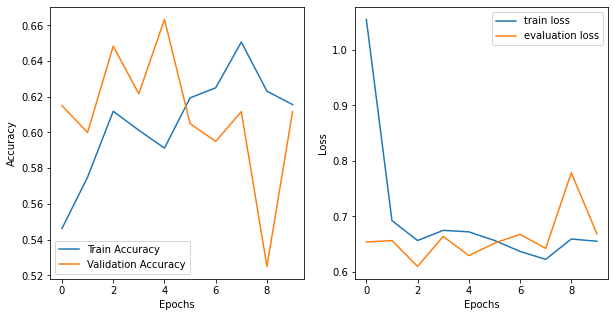 0.66
0.64
0.62
0.60
0.58
0.56
0.54
0.52
Accuracy
Train Accuracy
Validation Accuracy
0 2 4 6 8
Epochs
1.0
0.9
0.8
0.7
0.6
Loss
train loss
evaluation loss
0 2 4 6 8
Epochs